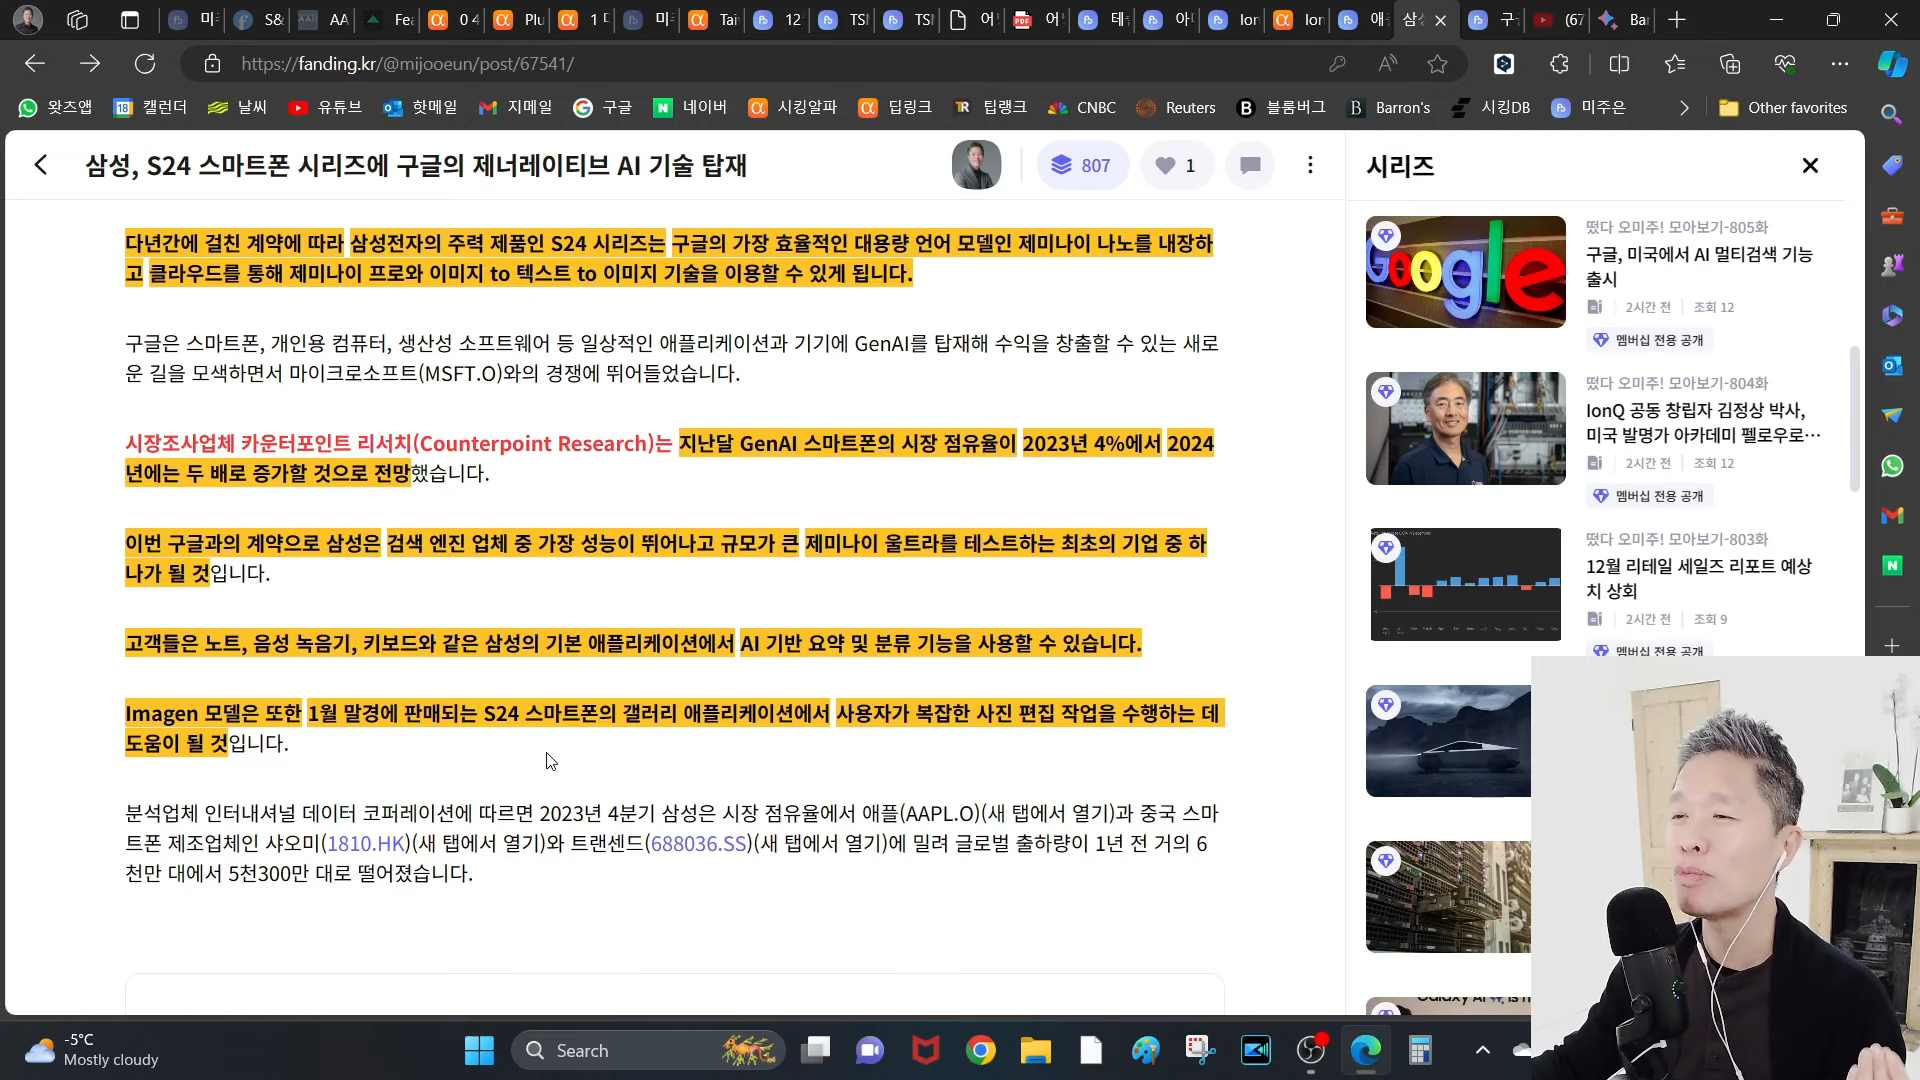 미
S&
AA
Fea
0 4
Plu
1
미
Tai
12
TSI
TSI
어
어
테
아
Ion
Ion
애
삼성
구
(67
Ba
https://fanding.kr/@mijooeun/post/67541/
왓츠앱
캘린더
날씨
유튜브
핫메일
지메일
구글
네이버
시킹알파
딥링크
팁랭크
CNBC
Reuters
블룸버그
Barron's
시킹DB
미주은
Other favorites
삼성, S24 스마트폰 시리즈에 구글의 제너레이티브 AI 기술 탑재
807
1
다년간에 걸친 계약에 따라 삼성전자의 주력 제품인 S24 시리즈는 구글의 가장 효율적인 대용량 언어 모델인 제미나이 나노를 내장하
고 클라우드를 통해 제미나이 프로와 이미지 to 텍스트 to 이미지 기술을 이용할 수 있게 됩니다.
구글은 스마트폰, 개인용 컴퓨터, 생산성 소프트웨어 등 일상적인 애플리케이션과 기기에 GenAI를 탑재해 수익을 창출할 수 있는 새로
운 길을 모색하면서 마이크로소프트(MSFT.O)와의 경쟁에 뛰어들었습니다.
시장조사업체 카운터포인트 리서치(Counterpoint Research)는 지난달 GenAI 스마트폰의 시장 점유율이 2023년 4%에서 2024
년에는 두 배로 증가할 것으로 전망했습니다.
이번 구글과의 계약으로 삼성은 검색 엔진 업체 중 가장 성능이 뛰어나고 규모가 큰 제미나이 울트라를 테스트하는 최초의 기업 중 하
나가 될 것입니다.
고객들은 노트, 음성 녹음기, 키보드와 같은 삼성의 기본 애플리케이션에서 AI 기반 요약 및 분류 기능을 사용할 수 있습니다.
Imagen 모델은 또한 1월 말경에 판매되는 S24 스마트폰의 갤러리 애플리케이션에서 사용자가 복잡한 사진 편집 작업을 수행하는 데
도움이 될 것입니다.
분석업체 인터내셔널 데이터 코퍼레이션에 따르면 2023년 4분기 삼성은 시장 점유율에서 애플(AAPL.O)(새 탭에서 열기)과 중국 스마
트폰 제조업체인 샤오미(1810.HK)(새 탭에서 열기)와 트랜센드(688036.SS)(새 탭에서 열기)에 밀려 글로벌 출하량이 1년 전 거의 6
천만 대에서 5천300만 대로 떨어졌습니다.
시리즈
Google
떴다 오미주! 모아보기-805화
구글, 미국에서 AI 멀티검색 기능
출시
2시간 전
조회 12
멤버십 전용 공개
떴다 오미주! 모아보기-804화
IonQ 공동 창립자 김정상 박사,
미국 발명가 아카데미 펠로우로…
2시간 전
조회 12
멤버십 전용 공개
떴다 오미주! 모아보기-803화
12월 리테일 세일즈 리포트 예상
치 상회
2시간 전
조회 9
멤버십 전용 공개
-5°C
Mostly cloudy
Search